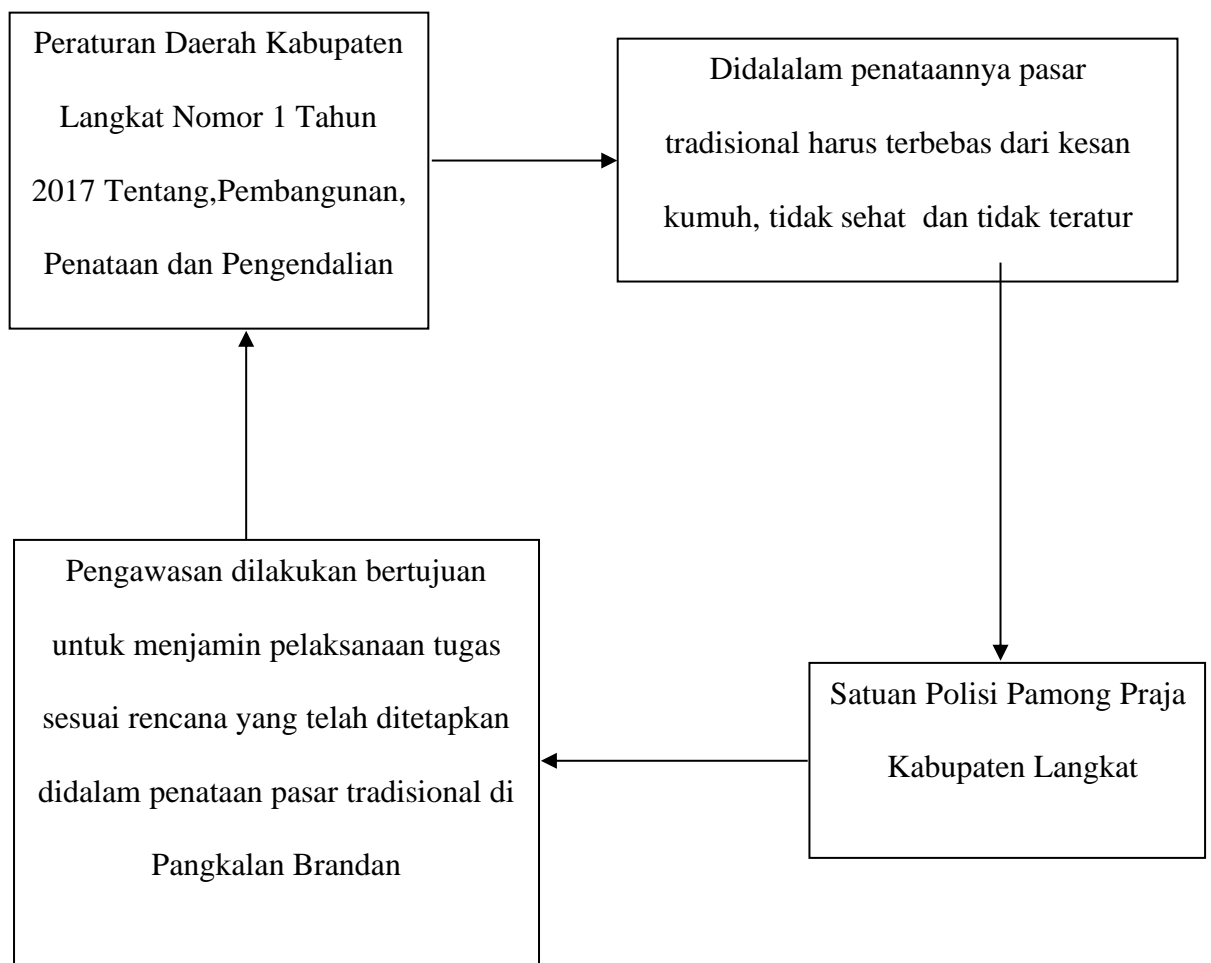 Peraturan Daerah Kabupaten
Langkat Nomor 1 Tahun
2017 Tentang,Pembangunan,
Penataan dan Pengendalian
Didalalam penataannya pasar
tradisional harus terbebas dari kesan
kumuh, tidak sehat  dan tidak teratur
Satuan Polisi Pamong Praja
Kabupaten Langkat
Pengawasan dilakukan bertujuan
untuk menjamin pelaksanaan tugas
sesuai rencana yang telah ditetapkan
didalam penataan pasar tradisional di
Pangkalan Brandan